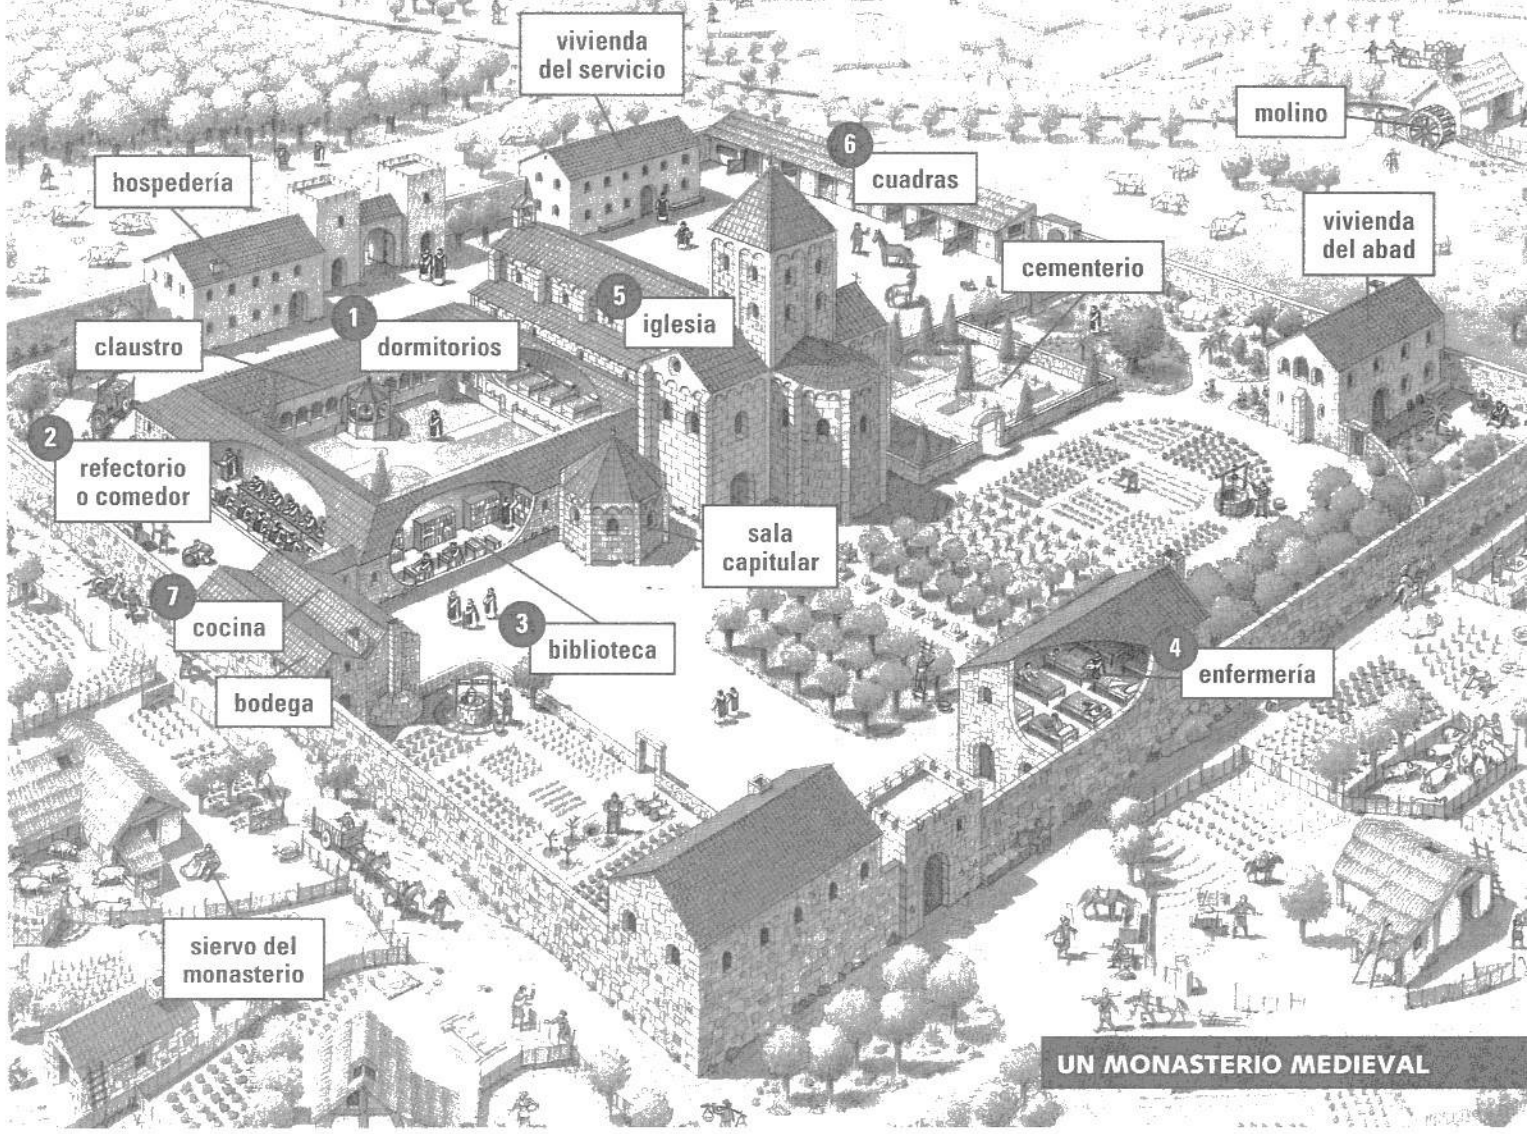 vivienda
del servicio
molino
6
cuadras
hospedería
vivienda
del abad
cementerio
5
iglesia
1
dormitorios
claustro
2
refectorio
o comedor
sala
capitular
7
cocina
3
biblioteca
4
enfermería
bodega
siervo del
monasterio
UN MONASTERIO MEDIEVAL